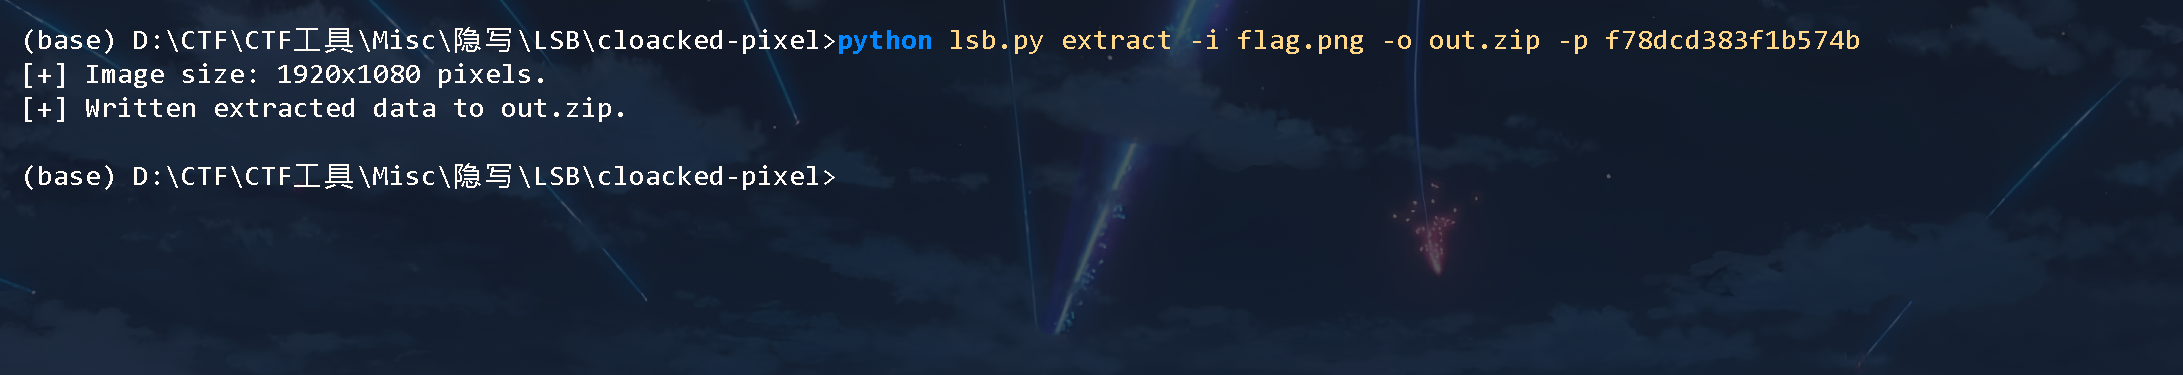 (base) D:\CTF\CTF工具\Misc\隐写\LSB\cloacked-pixel>python lsb.py extract -i flag.png -o out.zip -p f78dcd383f1b574b
[+] Image size: 1920x1080 pixels.
[+] Written extracted data to out.zip.
(base) D:\CTF\CTF工具\Misc\隐写\LSB\cloacked-pixel>